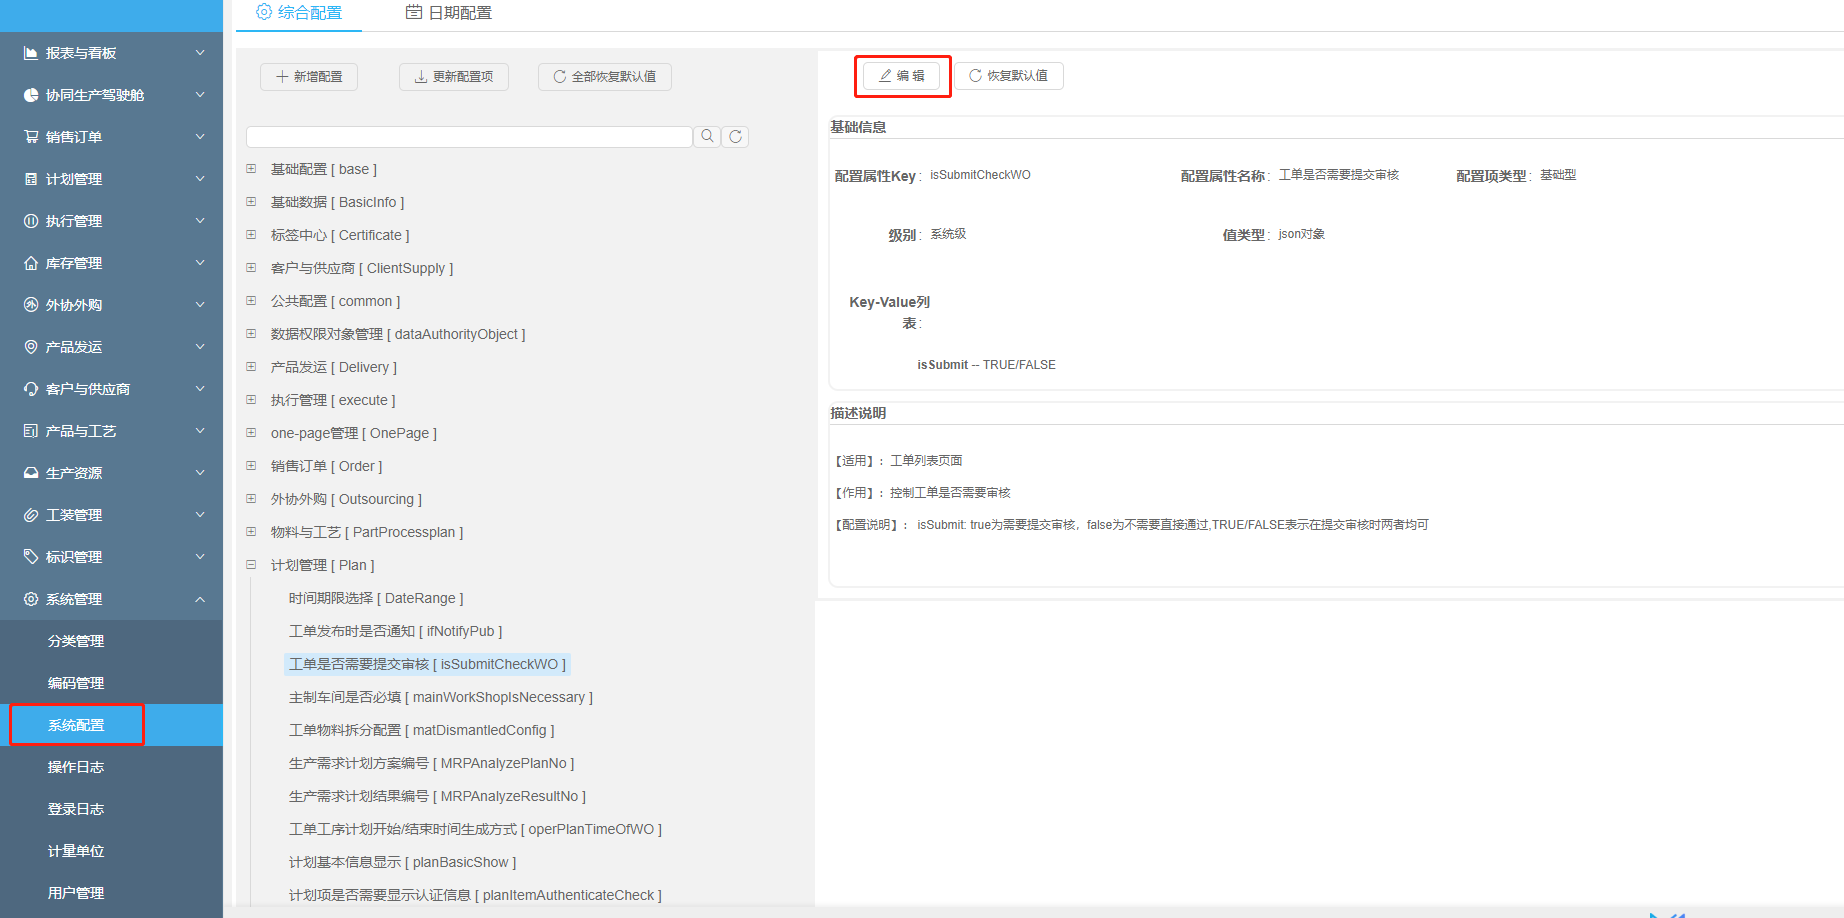 综合配置
日期配置
报表与看板
协同生产驾驶舱
销售订单
计划管理
执行管理
库存管理
外协外购
产品发运
客户与供应商
产品与工艺
生产资源
工装管理
标识管理
系统管理
分类管理
编码管理
系统配置
操作日志
登录日志
计量单位
用户管理
新增配置
更新配置项
全部恢复默认值
基础配置 [ base ]
基础数据 [ BasicInfo ]
标签中心 [ Certificate ]
客户与供应商 [ ClientSupply ]
公共配置 [ common ]
数据权限对象管理 [ dataAuthorityObject ]
产品发运 [ Delivery ]
执行管理 [ execute ]
one-page管理 [ OnePage ]
销售订单 [ Order ]
外协外购 [ Outsourcing ]
物料与工艺 [ PartProcessplan ]
计划管理 [ Plan ]
时间期限选择 [ DateRange ]
工单发布时是否通知 [ ifNotifyPub ]
工单是否需要提交审核 [ isSubmitCheckWO ]
主制车间是否必填 [ mainWorkShopIsNecessary ]
工单物料拆分配置 [ matDismantledConfig ]
生产需求计划方案编号 [ MRPAnalyzePlanNo ]
生产需求计划结果编号 [ MRPAnalyzeResultNo ]
工单工序计划开始/结束时间生成方式 [ operPlanTimeOfWO ]
计划基本信息显示 [ planBasicShow ]
计划项是否需要显示认证信息 [ planItemAuthenticateCheck ]
编 辑
恢复默认值
基础信息
配置属性Key: isSubmitCheckWO
配置属性名称: 工单是否需要提交审核
配置项类型: 基础型
级别: 系统级
值类型: json对象
Key-Value列
表:
isSubmit -- TRUE/FALSE
描述说明
【适用】：工单列表页面
【作用】：控制工单是否需要审核
【配置说明】： isSubmit: true为需要提交审核，false为不需要直接通过,TRUE/FALSE表示在提交审核时两者均可